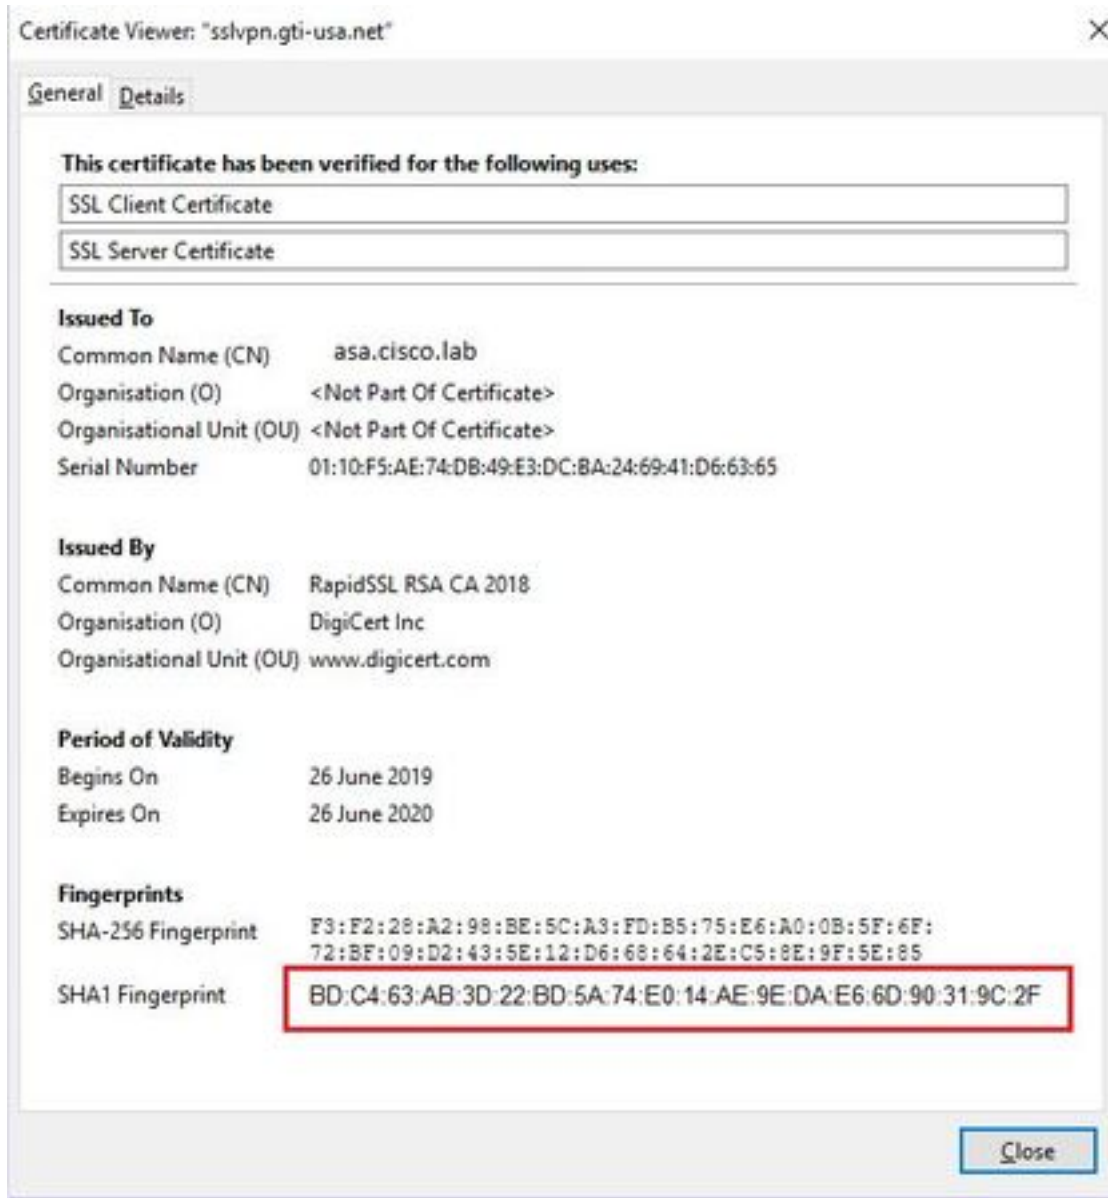 Certificate Viewer: "sslvpn.gti-usa.net"
General Details
This certificate has been verified for the following uses:
SSL Client Certificate
SSL Server Certificate
Issued To
Common Name (CN) asa.cisco.lab
Organisation (O) <Not Part Of Certificate>
Organisational Unit (OU) <Not Part Of Certificate>
Serial Number 01:10:F5:AE:74:DB:49:E3:DC:BA:24:69:41:D6:63:65
Issued By
Common Name (CN) RapidSSL RSA CA 2018
Organisation (O) DigiCert Inc
Organisational Unit (OU) www.digicert.com
Period of Validity
Begins On 26 June 2019
Expires On 26 June 2020
Fingerprints
SHA-256 Fingerprint F3:F2:28:A2:98:BE:5C:A3:FD:B5:75:E6:A0:0B:5F:6F:
72:BF:09:D2:43:5E:12:D6:68:64:2E:C5:8E:9F:5E:85
SHA1 Fingerprint BD:C4:63:AB:3D:22:BD:5A:74:E0:14:AE:9E:DA:E6:6D:90:31:9C:2F
Close